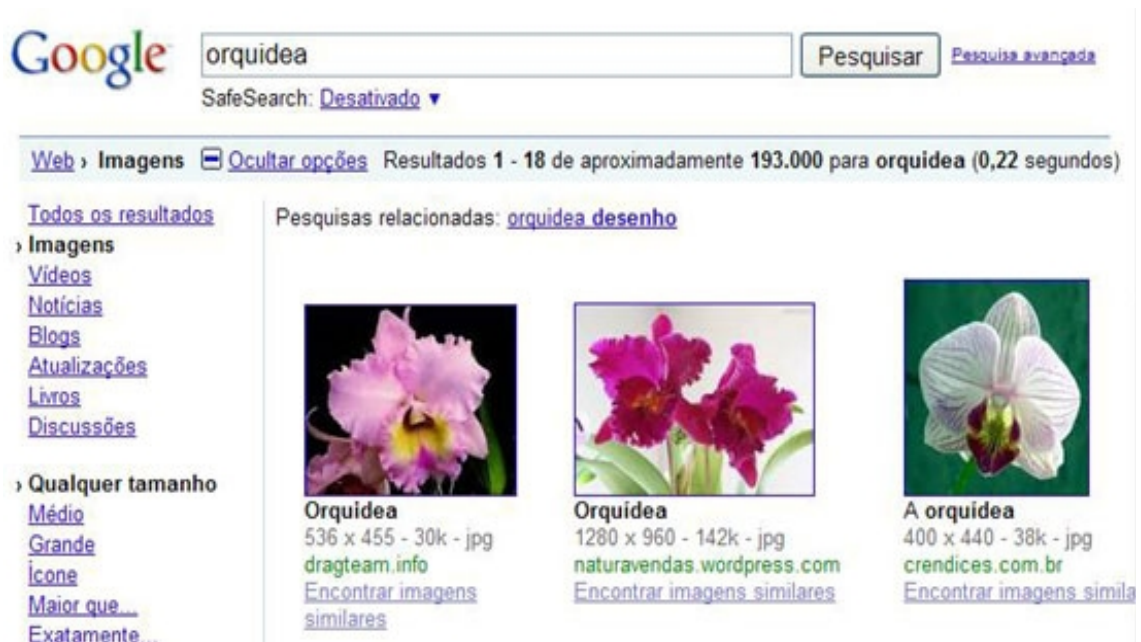 Google orquidea Pesquisar Pesquisa avançada
SafeSearch: Desativado ▼
Web › Imagens Ocultar opções Resultados 1 - 18 de aproximadamente 193.000 para orquidea (0,22 segundos)
Todos os resultados
› Imagens
Vídeos
Notícias
Blogs
Atualizações
Livros
Discussões
› Qualquer tamanho
Médio
Grande
Ícone
Maior que...
Exatamente...
Pesquisas relacionadas: orquidea desenho
Orquidea
536 x 455 - 30k - jpg
dragteam.info
Encontrar imagens
similares
Orquídea
1280 x 960 - 142k - jpg
naturavendas.wordpress.com
Encontrar imagens similares
A orquídea
400 x 440 - 38k - jpg
crendices.com.br
Encontrar imagens simila